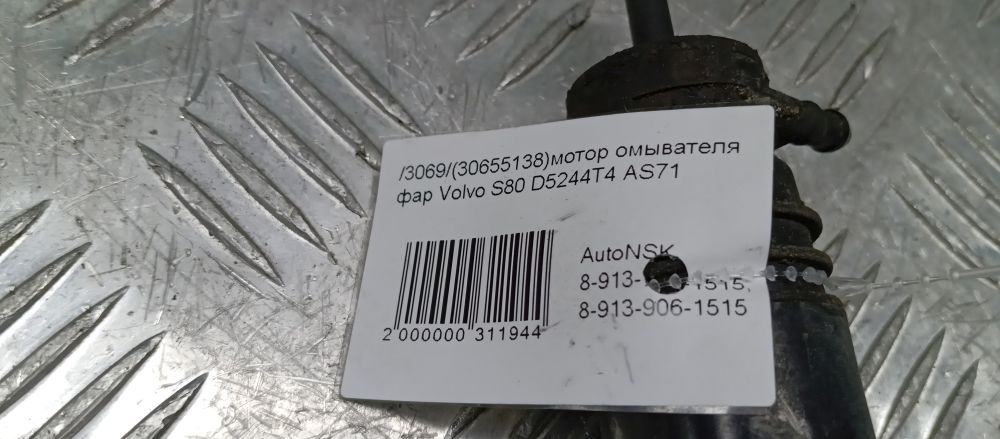 /3069/(30655138)мотор омывателя
фар Volvo S80 D5244T4 AS71
AutoNSK
8-913- -1515,
8-913-906-1515
2 000000 311944